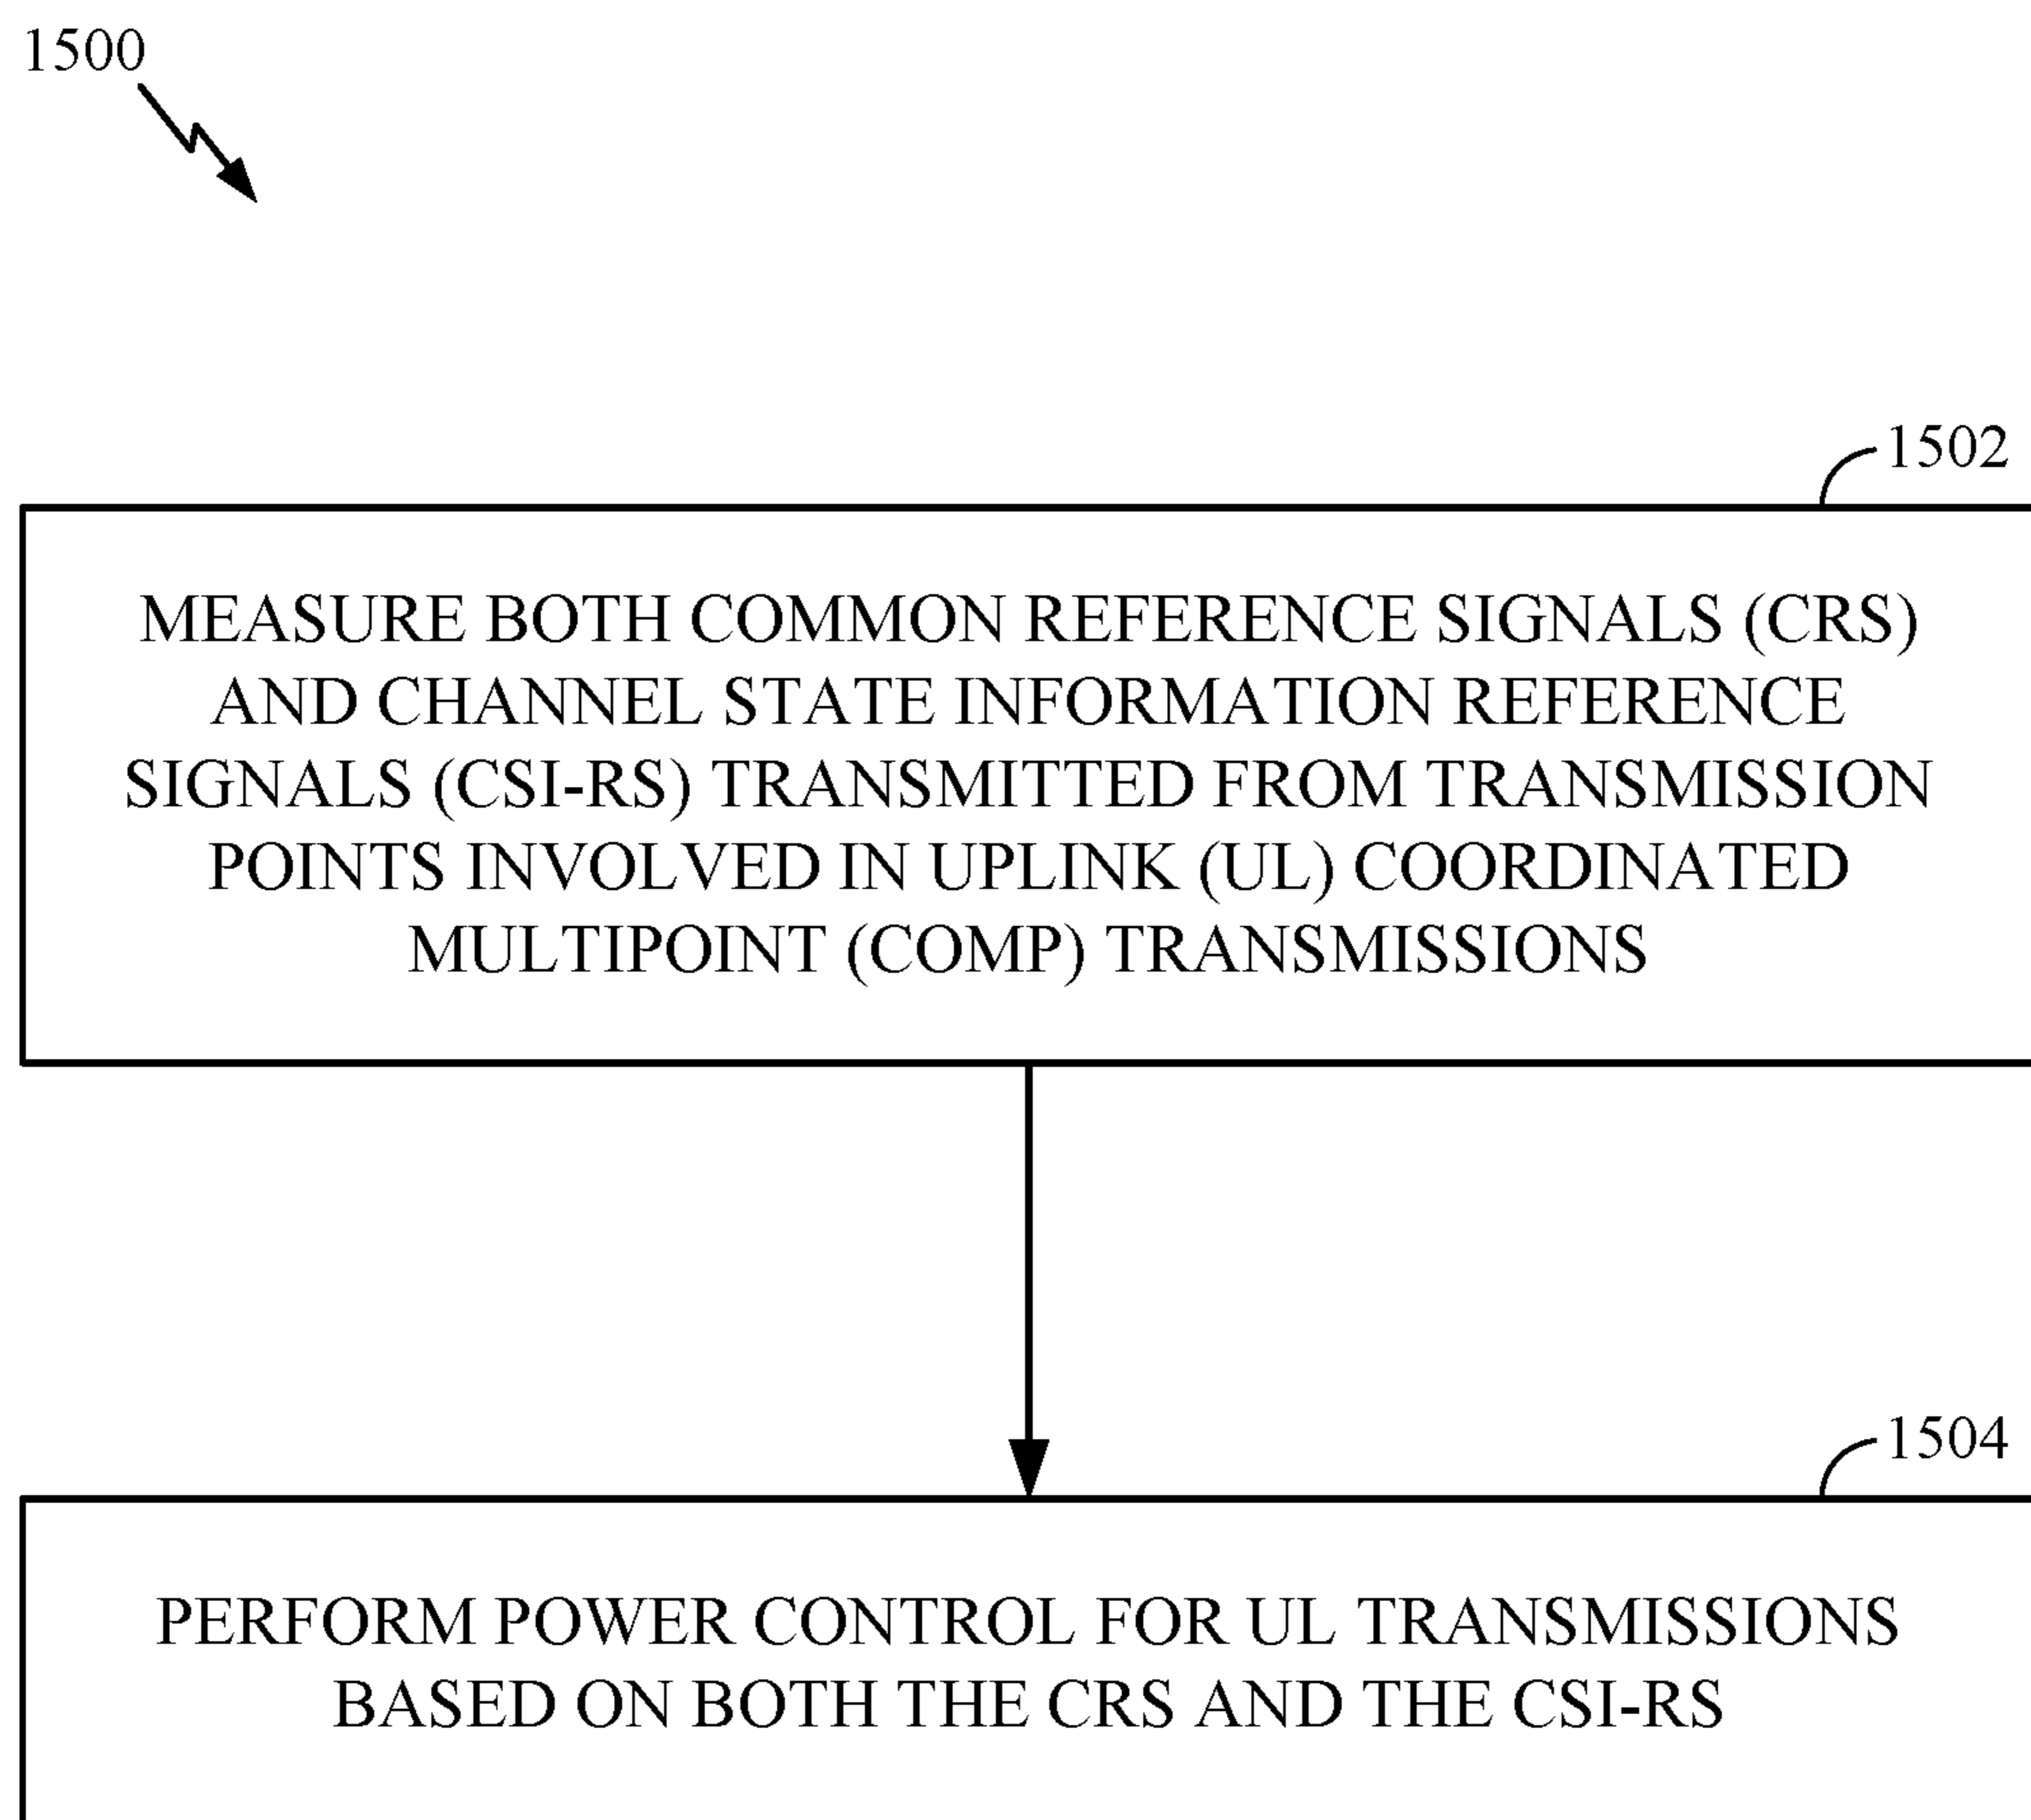 1500
1502
MEASURE BOTH COMMON REFERENCE SIGNALS (CRS)
AND CHANNEL STATE INFORMATION REFERENCE
SIGNALS (CSI-RS) TRANSMITTED FROM TRANSMISSION
POINTS INVOLVED IN UPLINK (UL) COORDINATED
MULTIPOINT (COMP) TRANSMISSIONS
1504
PERFORM POWER CONTROL FOR UL TRANSMISSIONS
BASED ON BOTH THE CRS AND THE CSI-RS